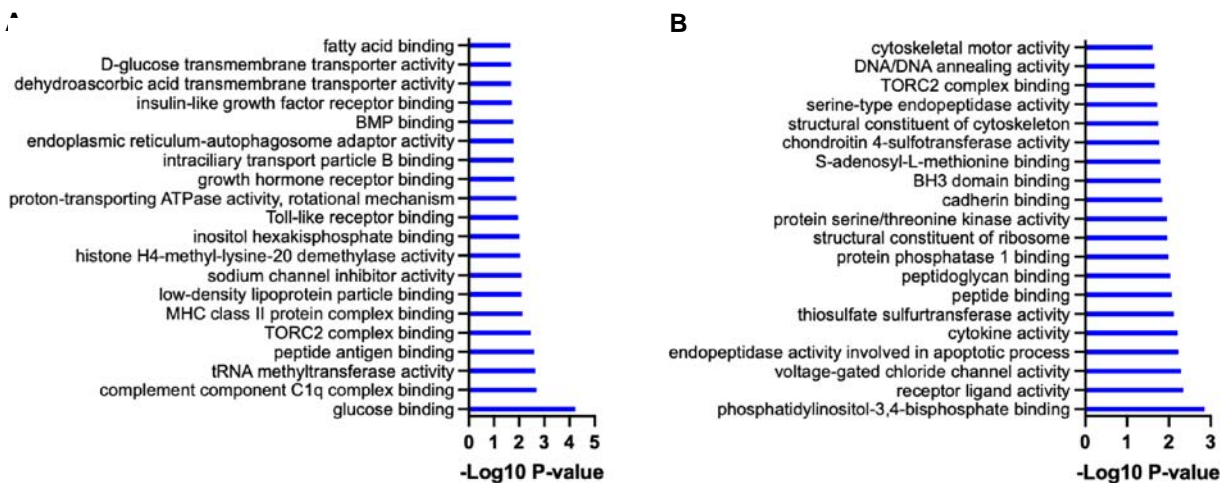 A
fatty acid binding
D-glucose transmembrane transporter activity
dehydroascorbic acid transmembrane transporter activity
insulin-like growth factor receptor binding
BMP binding
endoplasmic reticulum-autophagosome adaptor activity
intraciliary transport particle B binding
growth hormone receptor binding
proton-transporting ATPase activity, rotational mechanism
Toll-like receptor binding
inositol hexakisphosphate binding
histone H4-methyl-lysine-20 demethylase activity
sodium channel inhibitor activity
low-density lipoprotein particle binding
MHC class II protein complex binding
TORC2 complex binding
peptide antigen binding
tRNA methyltransferase activity
complement component C1q complex binding
glucose binding
0 1 2 3 4 5
-Log10 P-value
B
cytoskeletal motor activity
DNA/DNA annealing activity
TORC2 complex binding
serine-type endopeptidase activity
structural constituent of cytoskeleton
chondroitin 4-sulfotransferase activity
S-adenosyl-L-methionine binding
BH3 domain binding
cadherin binding
protein serine/threonine kinase activity
structural constituent of ribosome
protein phosphatase 1 binding
peptidoglycan binding
peptide binding
thiosulfate sulfurtransferase activity
cytokine activity
endopeptidase activity involved in apoptotic process
voltage-gated chloride channel activity
receptor ligand activity
phosphatidylinositol-3,4-bisphosphate binding
0 1 2 3
-Log10 P-value